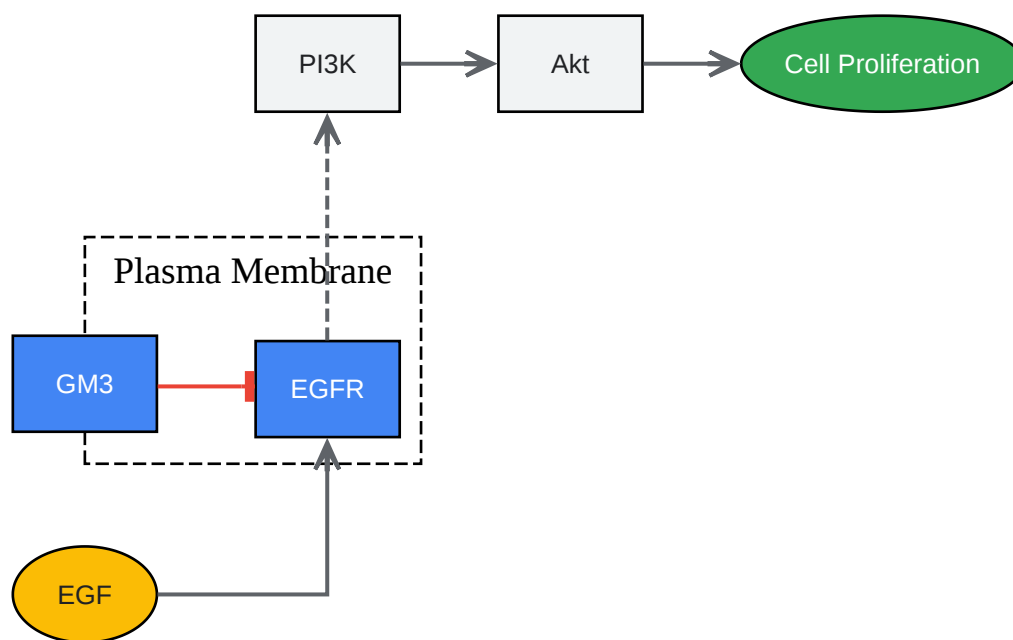 PI3K
Akt
Cell Proliferation
Plasma Membrane
GM3
EGFR
EGF